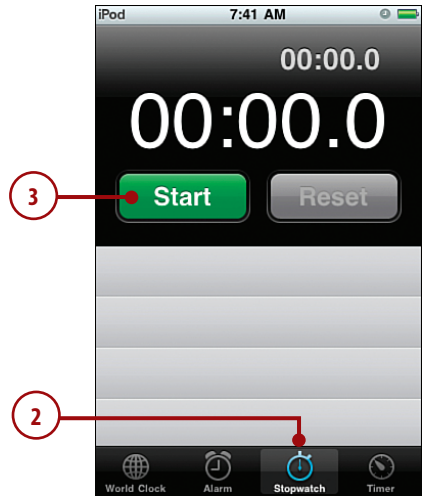 iPod 7:41 AM
00:00.0
00:00.0
3 Start Reset
2
World Clock Alarm Stopwatch Timer